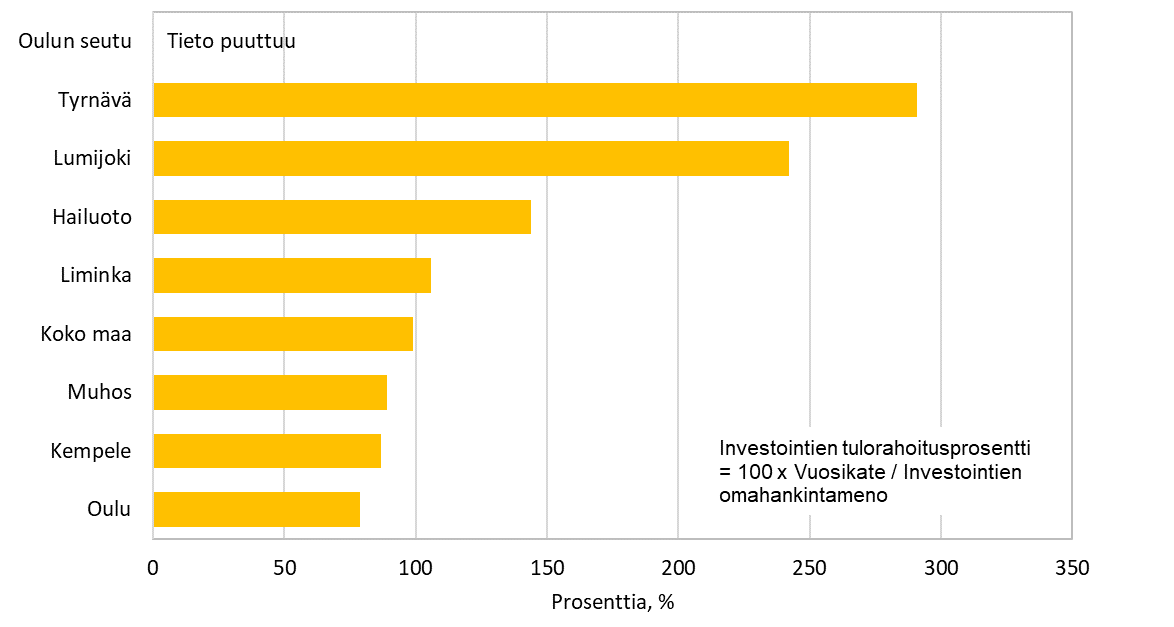 Oulun seutu
Tieto puuttuu
Tyrnävä
Lumijoki
Hailuoto
Liminka
Koko maa
Muhos
Kempele
Oulu
Investointien tulorahoitusprosentti
= 100 x Vuosikate / Investointien
omahankintameno
0 50 100 150 200 250 300 350
Prosenttia, %